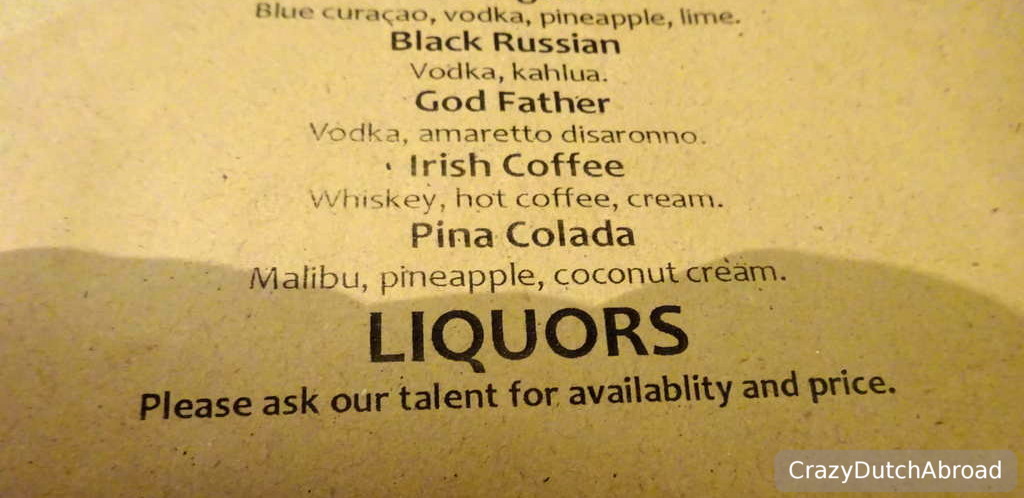 Blue curaçao, vodka, pineapple, lime.
Black Russian
Vodka, kahlua.
God Father
Vodka, amaretto disaronno.
Irish Coffee
Whiskey, hot coffee, cream.
Pina Colada
Malibu, pineapple, coconut cream.
LIQUORS
Please ask our talent for availablity and price.
CrazyDutchAbroad